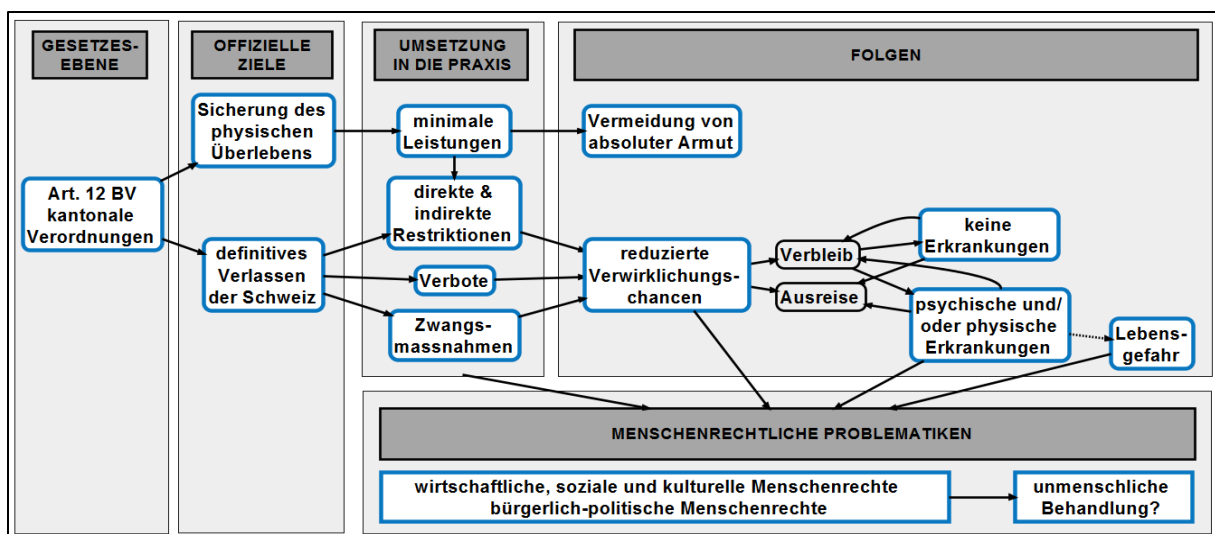 GESETZES-
EBENE
OFFIZIELLE
ZIELE
UMSETZUNG
IN DIE PRAXIS
FOLGEN
Art. 12 BV
kantonale
Verordnungen
Sicherung des
physischen
Überlebens
definitives
Verlassen
der Schweiz
minimale
Leistungen
direkte &
indirekte
Restriktionen
Verbote
Zwangs-
massnahmen
Vermeidung von
absoluter Armut
reduzierte
Verwirklichungs-
chancen
Verbleib
Ausreise
keine
Erkrankungen
psychische und/
oder physische
Erkrankungen
Lebens-
gefahr
MENSCHENRECHTLICHE PROBLEMATIKEN
wirtschaftliche, soziale und kulturelle Menschenrechte
bürgerlich-politische Menschenrechte
unmenschliche
Behandlung?